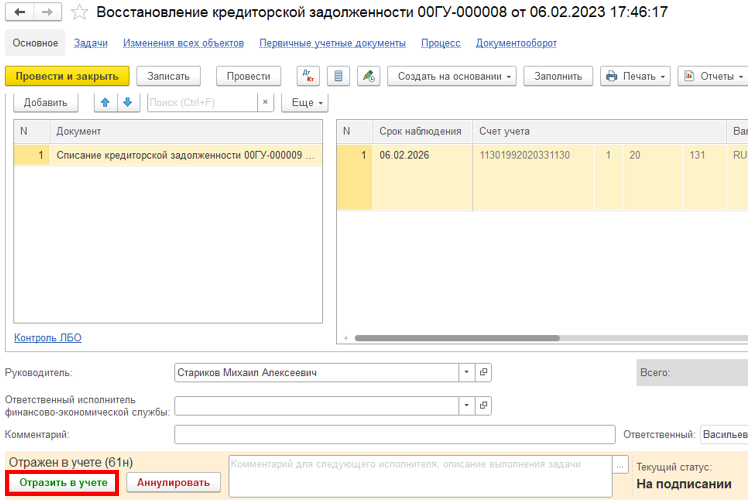 Восстановление кредиторской задолженности 00ГУ-000008 от 06.02.2023 17:46:17
Основное Задачи Изменения всех объектов Первичные учетные документы Процесс Документооборот
Провести и закрыть Записать Провести Дт Кт Создать на основании Заполнить Печать Отчеты
Добавить Поиск (Ctrl+F) × Еще
N Документ
1 Списание кредиторской задолженности 00ГУ-000009 ...
N Срок наблюдения Счет учета Вал
1 06.02.2026 11301992020331130 1 20 131 RU
Контроль ЛБО
Руководитель: Стариков Михаил Алексеевич Всего:
Ответственный исполнитель
финансово-экономической службы:
Комментарий: Ответственный: Васильев
Отражен в учете (61н)
Комментарий для следующего исполнителя, описание выполнения задачи ...
Текущий статус:
Отразить в учете Аннулировать На подписании